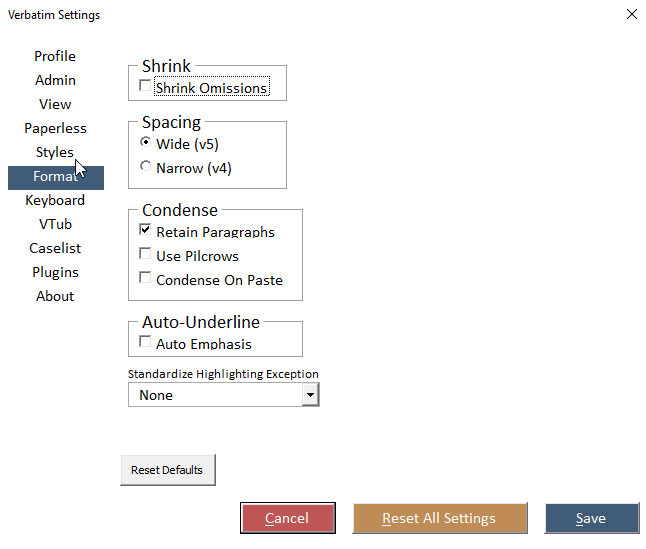 Verbatim Settings
Profile
Admin
View
Paperless
Styles
Format
Keyboard
VTub
Caselist
Plugins
About
Shrink
Shrink Omissions
Spacing
Wide (v5)
Narrow (v4)
Condense
Retain Paragraphs
Use Pilcrows
Condense On Paste
Auto-Underline
Auto Emphasis
Standardize Highlighting Exception
None
Reset Defaults
Cancel
Reset All Settings
Save